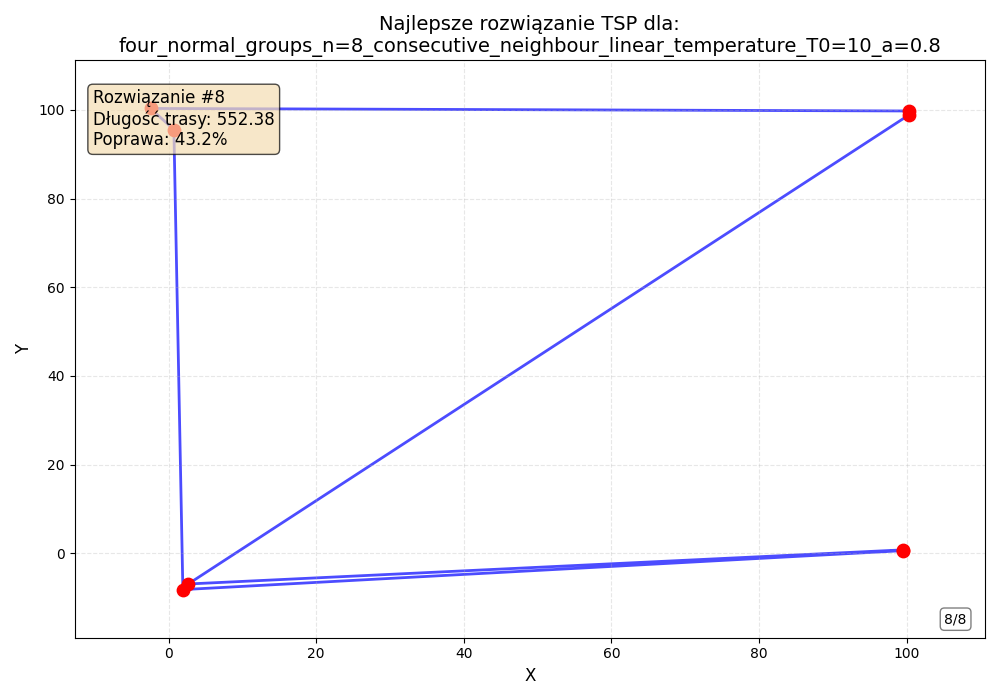 Najlepsze rozwiązanie TSP dla:
four_normal_groups_n=8_consecutive_neighbour_linear_temperature_T0=10_a=0.8
Rozwiązanie #8
Długość trasy: 552.38
Poprawa: 43.2%
100
80
60
40
20
0
Y
8/8
0 20 40 60 80 100
X